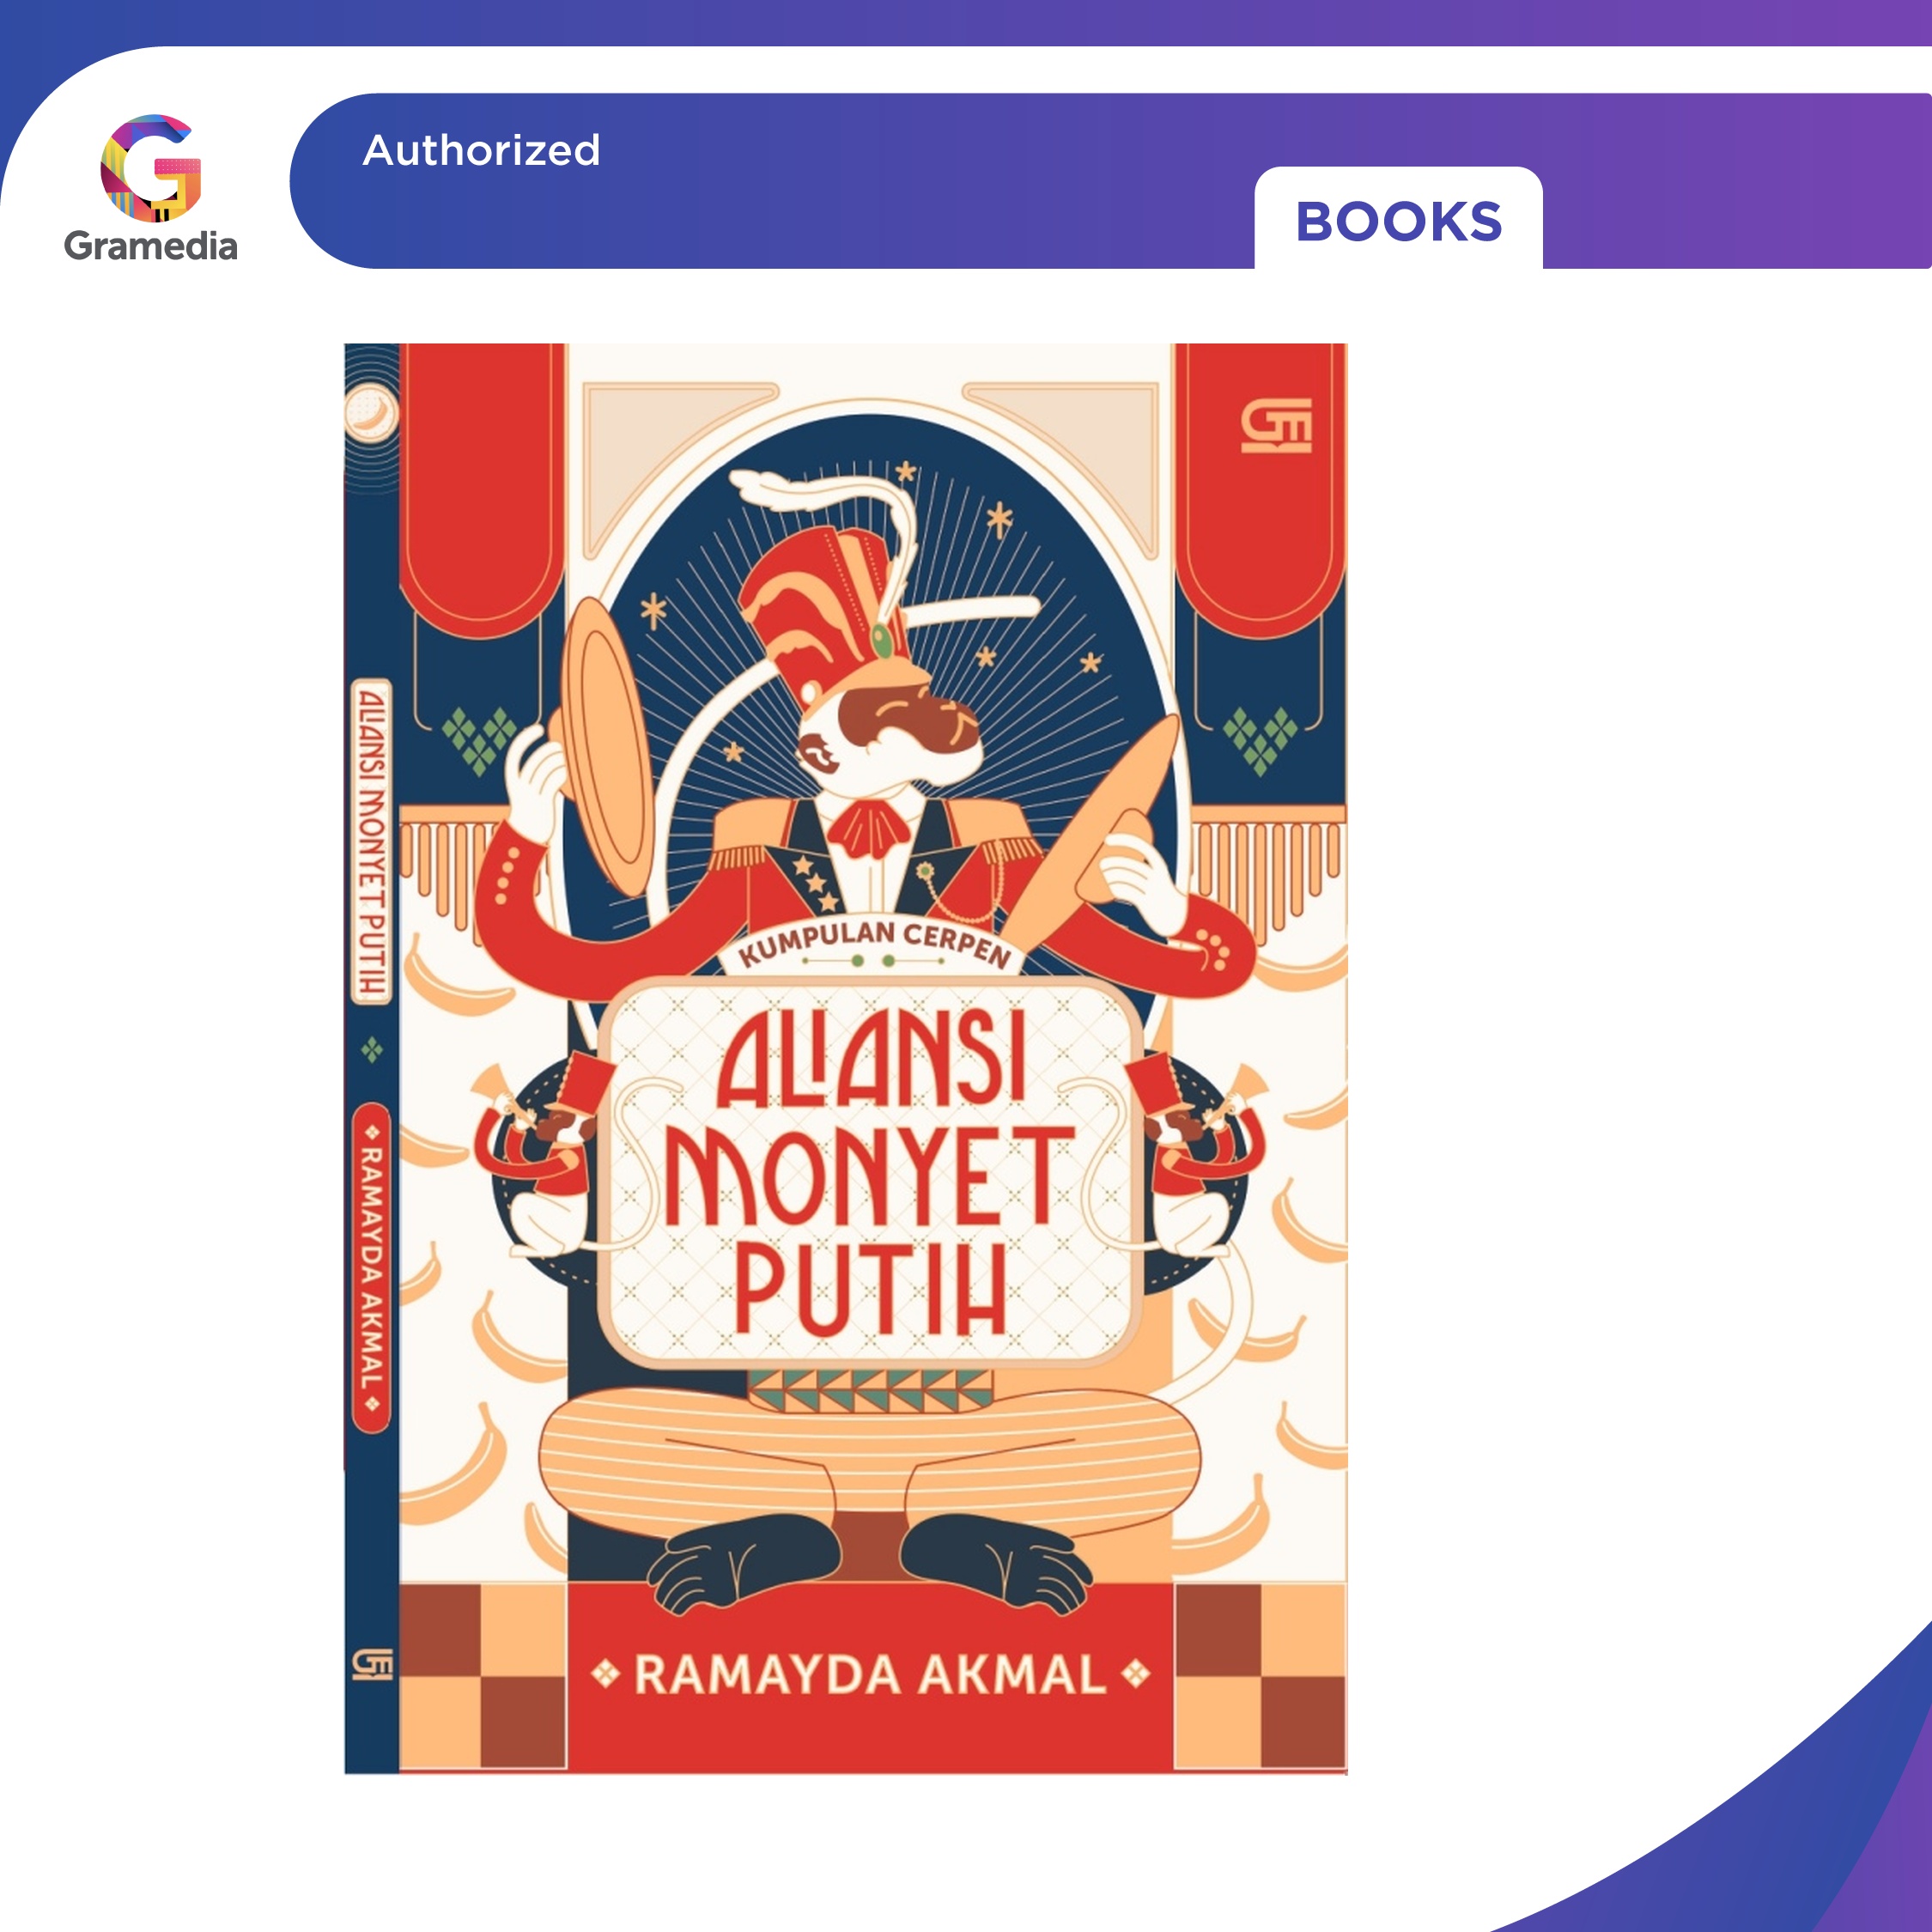 Gramedia
Authorized
BOOKS
ALIANSI MONYET PUTIH
RAMAYDA AKMAL
KUMPULAN CERPEN
ALIANSI
MONYET
PUTIH
RAMAYDA AKMAL